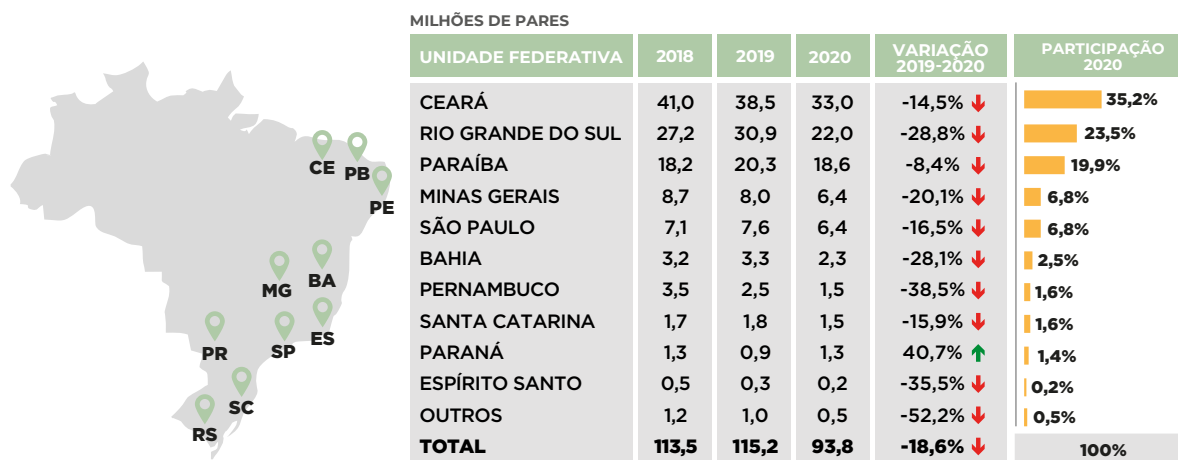 MILHÕES DE PARES
UNIDADE FEDERATIVA 2018 2019 2020 VARIAÇÃO 2019-2020 PARTICIPAÇÃO 2020
CEARÁ 41,0 38,5 33,0 -14,5% 35,2%
RIO GRANDE DO SUL 27,2 30,9 22,0 -28,8% 23,5%
PARAÍBA 18,2 20,3 18,6 -8,4% 19,9%
MINAS GERAIS 8,7 8,0 6,4 -20,1% 6,8%
SÃO PAULO 7,1 7,6 6,4 -16,5% 6,8%
BAHIA 3,2 3,3 2,3 -28,1% 2,5%
PERNAMBUCO 3,5 2,5 1,5 -38,5% 1,6%
SANTA CATARINA 1,7 1,8 1,5 -15,9% 1,6%
PARANÁ 1,3 0,9 1,3 40,7% 1,4%
ESPÍRITO SANTO 0,5 0,3 0,2 -35,5% 0,2%
OUTROS 1,2 1,0 0,5 -52,2% 0,5%
TOTAL 113,5 115,2 93,8 -18,6% 100%
CE
PB
PE
BA
MG
ES
SP
PR
SC
RS